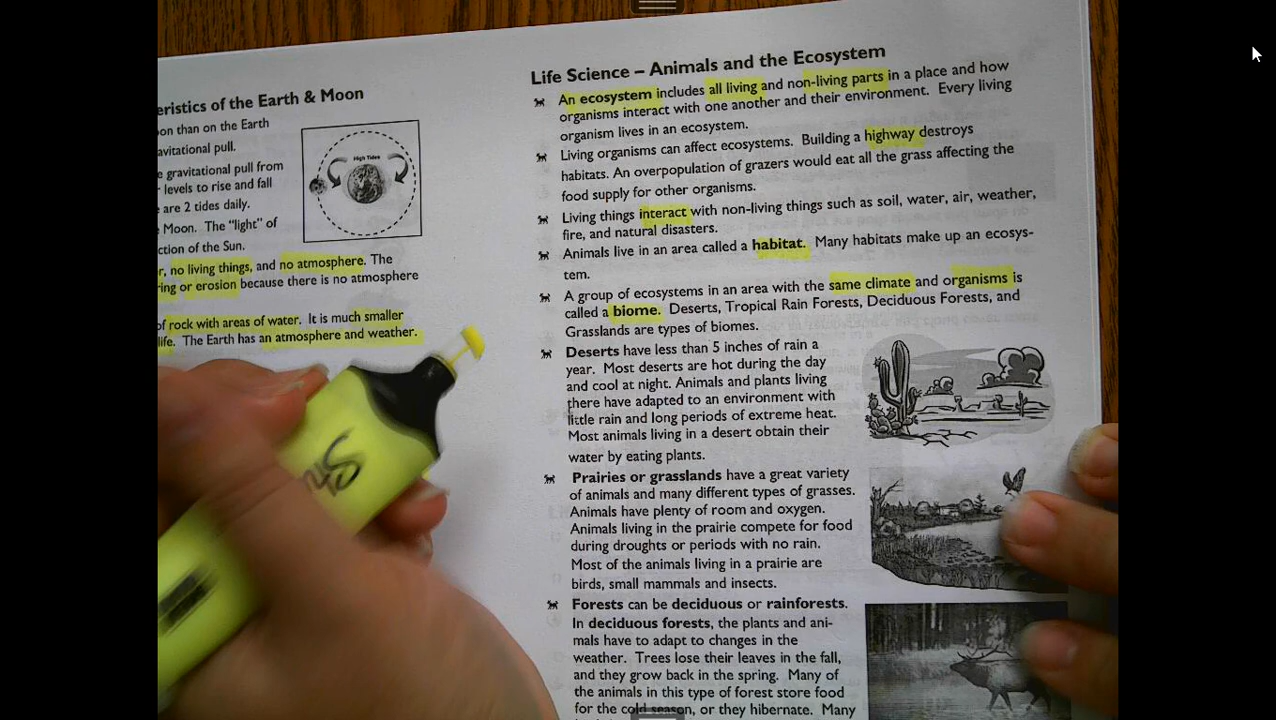 eristics of the Earth & Moon
on than on the Earth
avitational pull.
e gravitational pull from
levels to rise and fall
are 2 tides daily.
Moon. The "light" of
ction of the Sun.
r, no living things, and no atmosphere. The
ring or erosion because there is no atmosphere
of rock with areas of water. It is much smaller
life. The Earth has an atmosphere and weather.
High Tides
Life Science – Animals and the Ecosystem
An ecosystem includes all living and non-living parts in a place and how
organisms interact with one another and their environment. Every living
organism lives in an ecosystem.
Living organisms can affect ecosystems. Building a highway destroys
habitats. An overpopulation of grazers would eat all the grass affecting the
food supply for other organisms.
Living things interact with non-living things such as soil, water, air, weather,
fire, and natural disasters.
Animals live in an area called a habitat. Many habitats make up an ecosys-
tem.
A group of ecosystems in an area with the same climate and organisms is
called a biome. Deserts, Tropical Rain Forests, Deciduous Forests, and
Grasslands are types of biomes.
Deserts have less than 5 inches of rain a
year. Most deserts are hot during the day
and cool at night. Animals and plants living
there have adapted to an environment with
little rain and long periods of extreme heat.
Most animals living in a desert obtain their
water by eating plants.
Prairies or grasslands have a great variety
of animals and many different types of grasses.
Animals have plenty of room and oxygen.
Animals living in the prairie compete for food
during droughts or periods with no rain.
Most of the animals living in a prairie are
birds, small mammals and insects.
Forests can be deciduous or rainforests.
In deciduous forests, the plants and ani-
mals have to adapt to changes in the
weather. Trees lose their leaves in the fall,
and they grow back in the spring. Many of
the animals in this type of forest store food
for the cold season, or they hibernate. Many